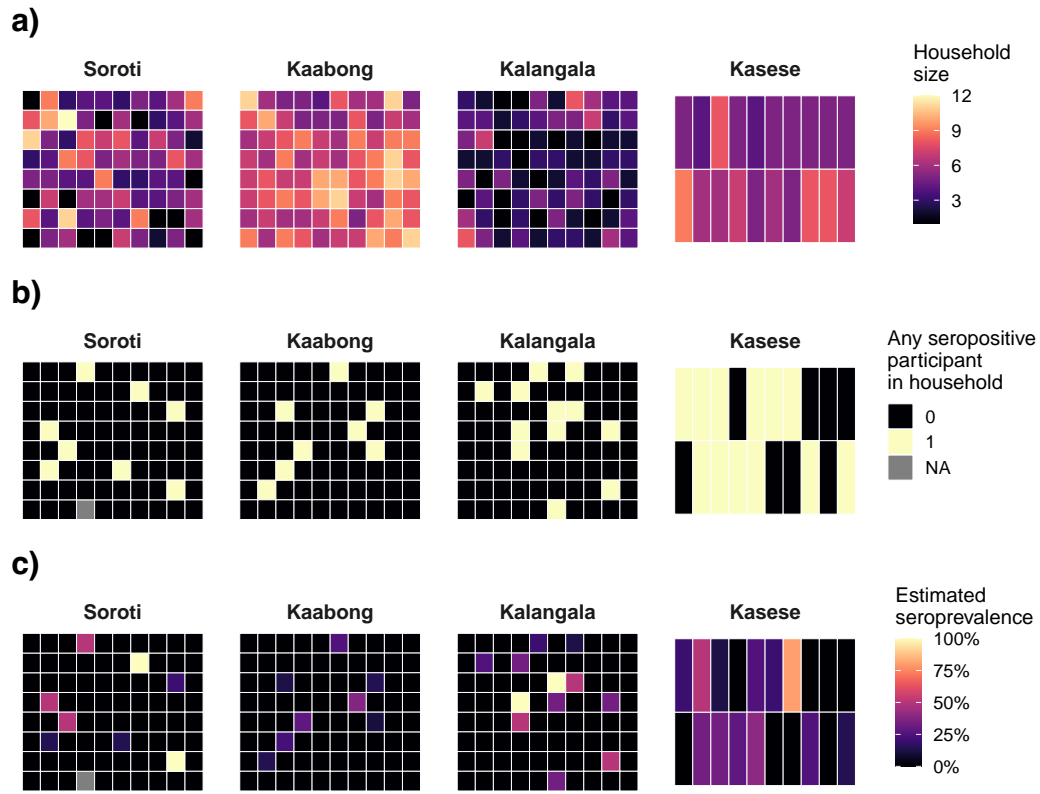 a)
Soroti
Kaabong
Kalangala
Kasese
Household
size
12
9
6
3
b)
Soroti
Kaabong
Kalangala
Kasese
Any seropositive
participant
in household
0
1
NA
c)
Soroti
Kaabong
Kalangala
Kasese
Estimated
seroprevalence
100%
75%
50%
25%
0%